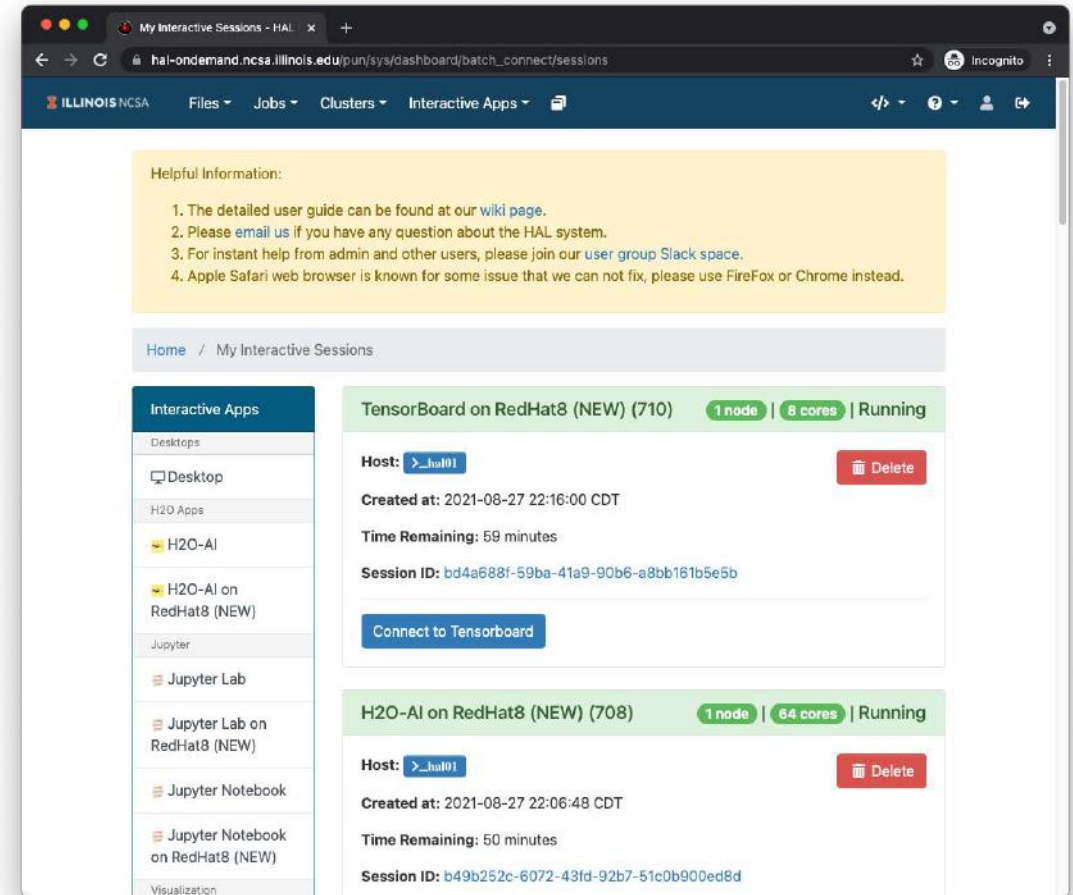 My Interactive Sessions - HAL
hal-ondemand.ncsa.illinois.edu/pun/sys/dashboard/batch_connect/sessions
Incognito
ILLINOIS NCSA Files Jobs Clusters Interactive Apps
Helpful Information:
1. The detailed user guide can be found at our wiki page.
2. Please email us if you have any question about the HAL system.
3. For instant help from admin and other users, please join our user group Slack space.
4. Apple Safari web browser is known for some issue that we can not fix, please use FireFox or Chrome instead.
Home / My Interactive Sessions
Interactive Apps
Desktops
Desktop
H2O Apps
H2O-AI
H2O-AI on
RedHat8 (NEW)
Jupyter
Jupyter Lab
Jupyter Lab on
RedHat8 (NEW)
Jupyter Notebook
Jupyter Notebook
on RedHat8 (NEW)
Visualization
TensorBoard on RedHat8 (NEW) (710) 1 node | 8 cores | Running
Host: >_hal01
Delete
Created at: 2021-08-27 22:16:00 CDT
Time Remaining: 59 minutes
Session ID: bd4a688f-59ba-41a9-90b6-a8bb161b5e5b
Connect to Tensorboard
H2O-AI on RedHat8 (NEW) (708) 1 node | 64 cores | Running
Host: >_hal01
Delete
Created at: 2021-08-27 22:06:48 CDT
Time Remaining: 50 minutes
Session ID: b49b252c-6072-43fd-92b7-51c0b900ed8d